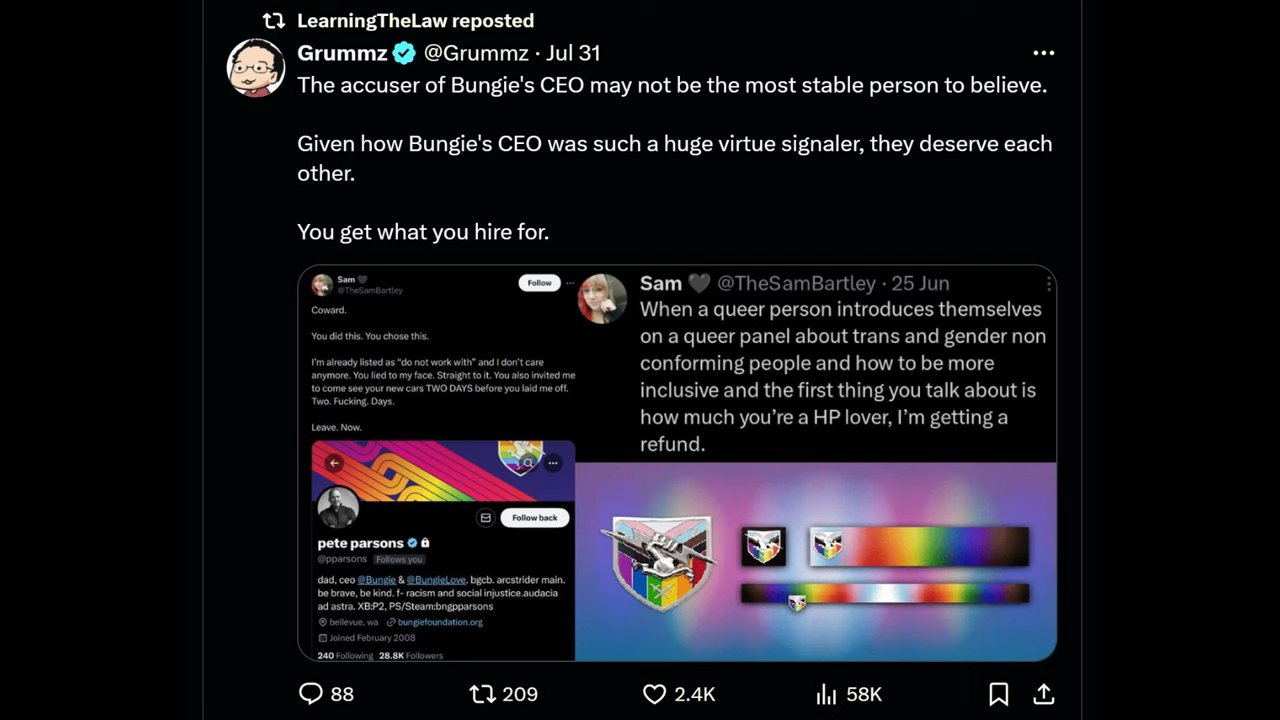 LearningTheLaw reposted
Grummz @Grummz · Jul 31
The accuser of Bungie's CEO may not be the most stable person to believe.
Given how Bungie's CEO was such a huge virtue signaler, they deserve each
other.
You get what you hire for.
Sam
@TheSamBartley
Follow
Coward.
You did this. You chose this.
I'm already listed as "do not work with" and I don't care
anymore. You lied to my face. Straight to it. You also invited me
to come see your new cars TWO DAYS before you laid me off.
Two. Fucking. Days.
Leave. Now.
Follow back
pete parsons
@pparsons Follows you
dad, ceo @Bungie & @BungieLove. bgcb. arcstrider main.
be brave, be kind. f- racism and social injustice.audacia
ad astra. XB:P2, PS/Steam:bngpparsons
bellevue, wa bungiefoundation.org
Joined February 2008
240 Following 28.8K Followers
Sam 🖤 @TheSamBartley · 25 Jun
When a queer person introduces themselves
on a queer panel about trans and gender non
conforming people and how to be more
inclusive and the first thing you talk about is
how much you're a HP lover, I'm getting a
refund.
88 209 2.4K 58K